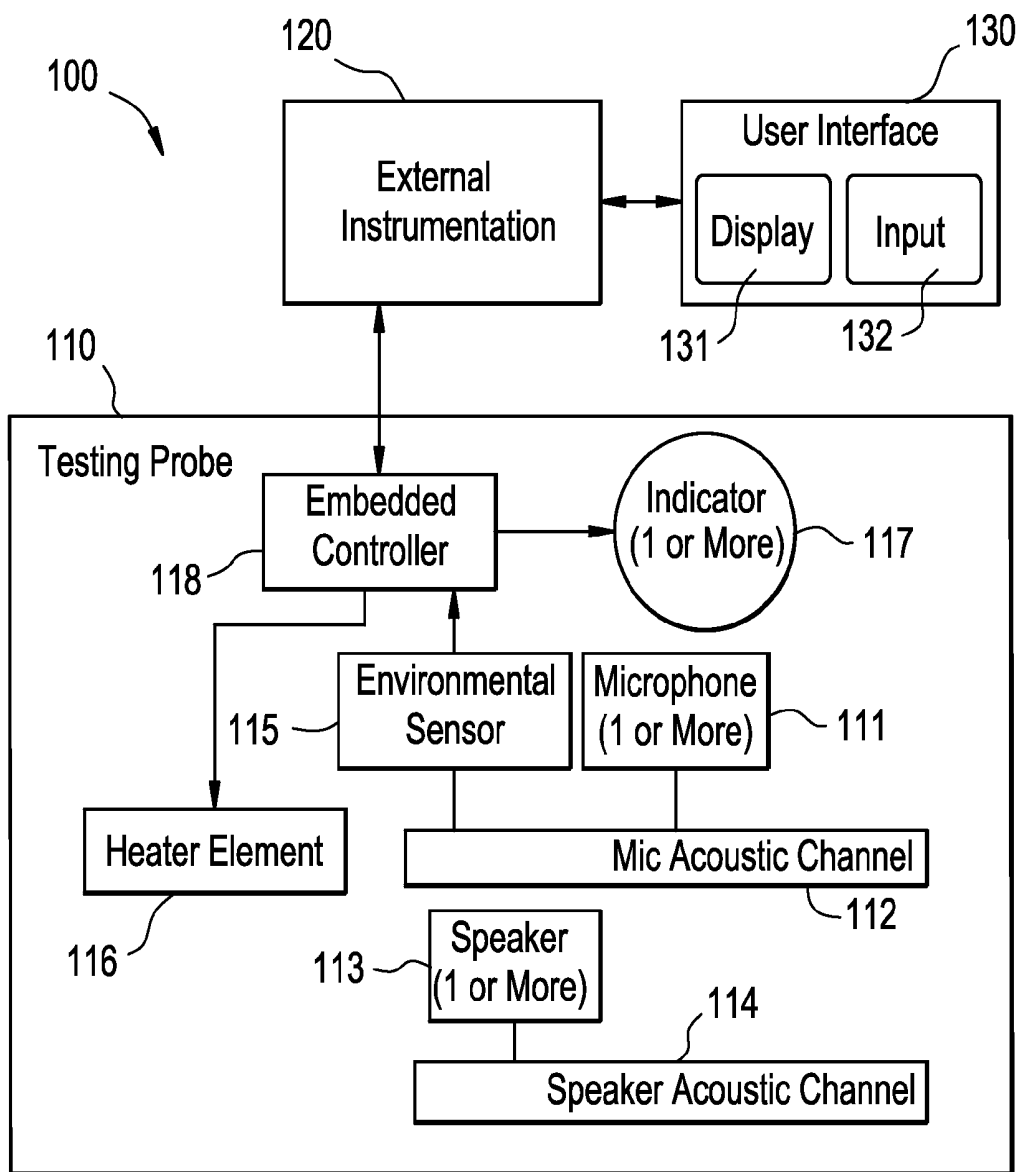 120
130
100
User Interface
External
Instrumentation
Display
Input
131
132
110
Testing Probe
Embedded
Controller
118
Indicator
(1 or More)
117
Environmental
Sensor
115
Microphone
(1 or More)
111
Heater Element
116
Mic Acoustic Channel
112
Speaker
(1 or More)
113
114
Speaker Acoustic Channel